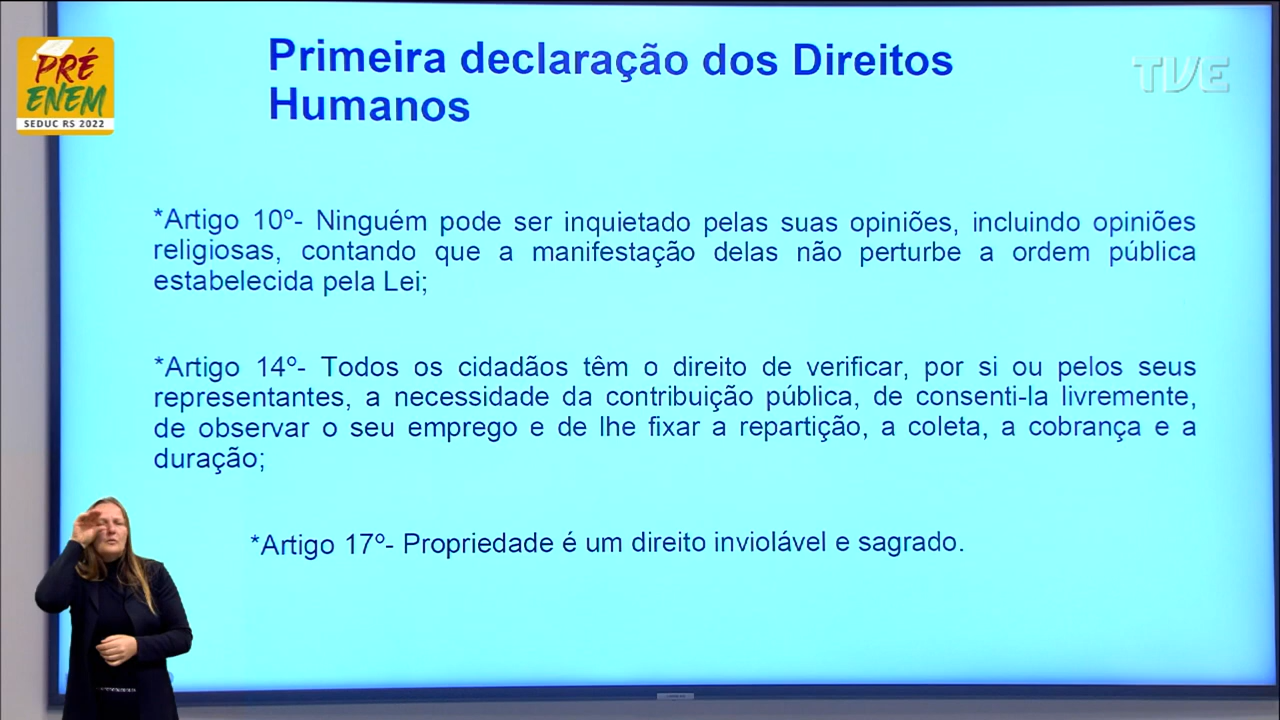 PRÉ
ENEM
SEDUC RS 2022
TVE
Primeira declaração dos Direitos
Humanos
*Artigo 10º- Ninguém pode ser inquietado pelas suas opiniões, incluindo opiniões
religiosas, contando que a manifestação delas não perturbe a ordem pública
estabelecida pela Lei;
*Artigo 14º- Todos os cidadãos têm o direito de verificar, por si ou pelos seus
representantes, a necessidade da contribuição pública, de consenti-la livremente,
de observar o seu emprego e de lhe fixar a repartição, a coleta, a cobrança e a
duração;
*Artigo 17º- Propriedade é um direito inviolável e sagrado.